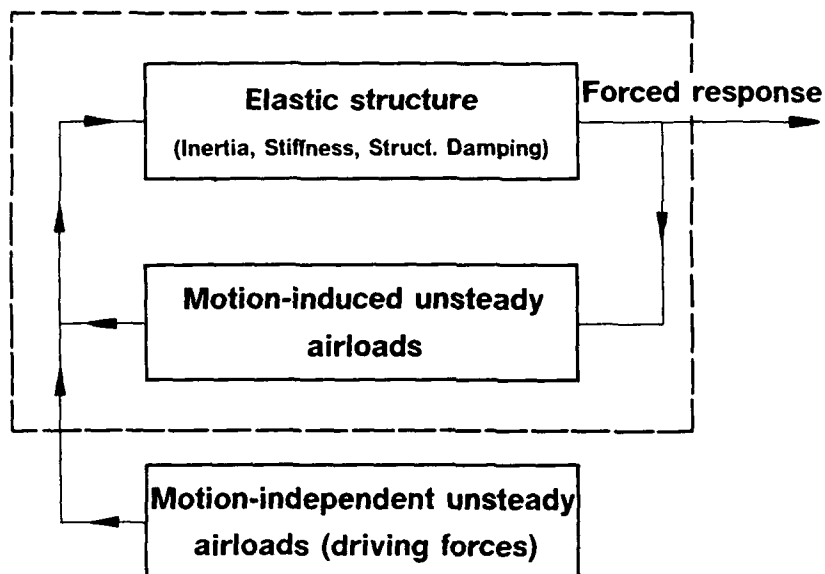 Elastic structure
(Inertia, Stiffness, Struct. Damping)
Forced response
Motion-induced unsteady
airloads
Motion-independent unsteady
airloads (driving forces)